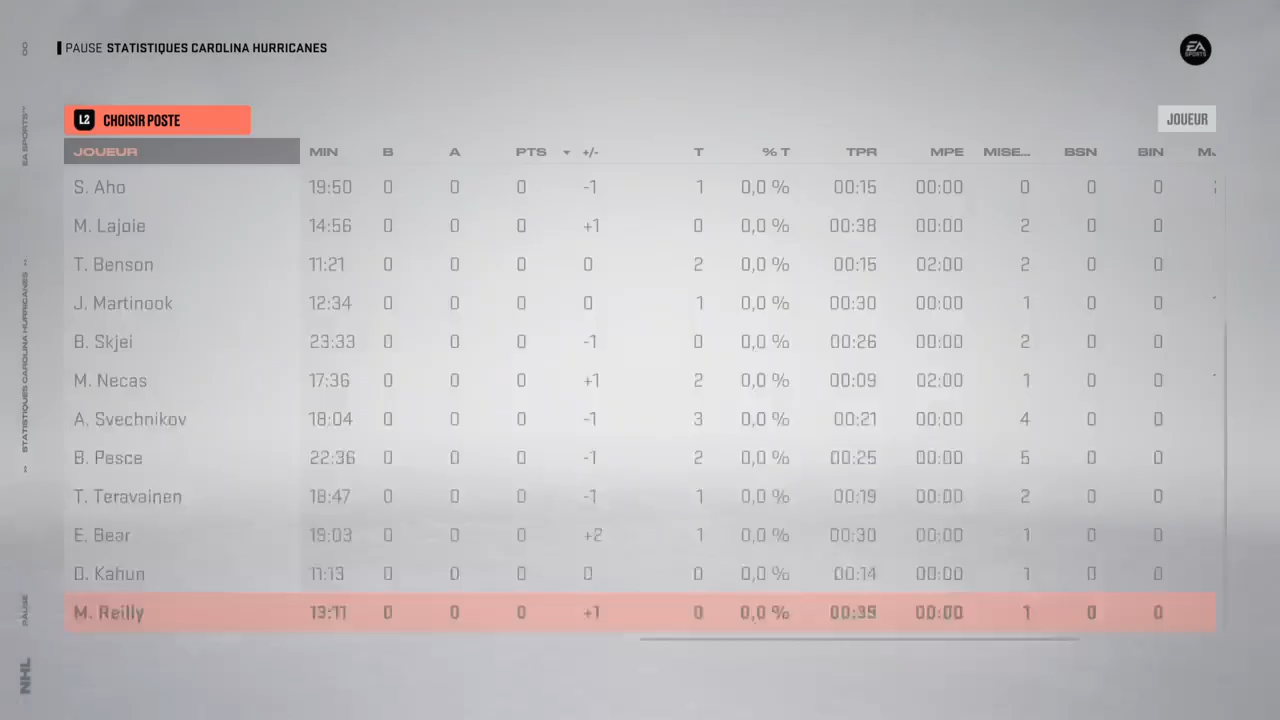 PAUSE STATISTIQUES CAROLINA HURRICANES
EA SPORTS
L2 CHOISIR POSTE
JOUEUR
JOUEUR MIN B A PTS +/- T % T TPR MPE MISE... BSN BIN
S. Aho 19:50 0 0 0 -1 1 0,0 % 00:15 00:00 0 0 0
M. Lajoie 14:56 0 0 0 +1 0 0,0 % 00:38 00:00 2 0 0
T. Benson 11:21 0 0 0 0 2 0,0 % 00:15 02:00 2 0 0
J. Martinook 12:34 0 0 0 0 1 0,0 % 00:30 00:00 1 0 0
B. Skjei 23:33 0 0 0 -1 0 0,0 % 00:26 00:00 2 0 0
M. Necas 17:36 0 0 0 +1 2 0,0 % 00:09 02:00 1 0 0
A. Svechnikov 18:04 0 0 0 -1 3 0,0 % 00:21 00:00 4 0 0
B. Pesce 22:36 0 0 0 -1 2 0,0 % 00:25 00:00 5 0 0
T. Teravainen 18:47 0 0 0 -1 1 0,0 % 00:19 00:00 2 0 0
E. Bear 19:03 0 0 0 +2 1 0,0 % 00:30 00:00 1 0 0
D. Kahun 11:13 0 0 0 0 0 0,0 % 00:14 00:00 1 0 0
M. Reilly 13:11 0 0 0 +1 0 0,0 % 00:35 00:00 1 0 0
EA SPORTS™
STATISTIQUES CAROLINA HURRICANES
PAUSE
NHL